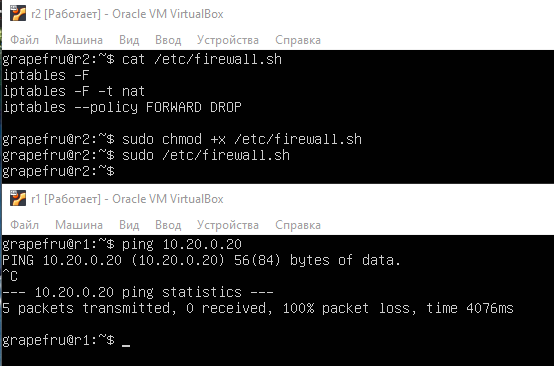 r2 [Работает] - Oracle VM VirtualBox
Файл Машина Вид Ввод Устройства Справка
grapefru@r2:~$ cat /etc/firewall.sh
iptables -F
iptables -F -t nat
iptables --policy FORWARD DROP
grapefru@r2:~$ sudo chmod +x /etc/firewall.sh
grapefru@r2:~$ sudo /etc/firewall.sh
grapefru@r2:~$
r1 [Работает] - Oracle VM VirtualBox
Файл Машина Вид Ввод Устройства Справка
grapefru@r1:~$ ping 10.20.0.20
PING 10.20.0.20 (10.20.0.20) 56(84) bytes of data.
^C
--- 10.20.0.20 ping statistics ---
5 packets transmitted, 0 received, 100% packet loss, time 4076ms
grapefru@r1:~$ _